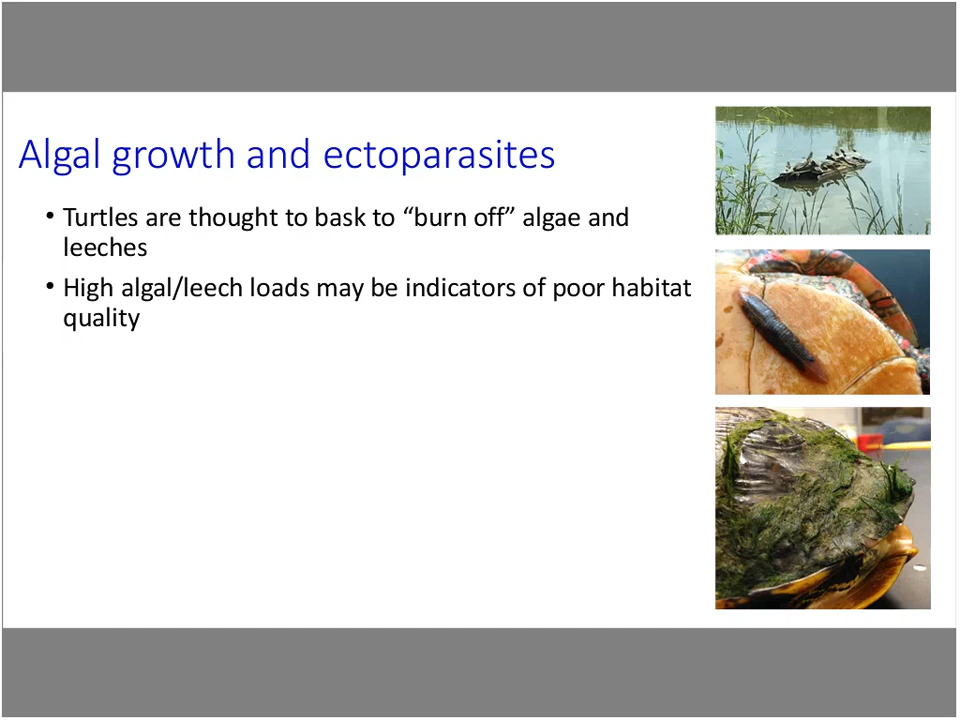 Algal growth and ectoparasites
• Turtles are thought to bask to “burn off” algae and
leeches
• High algal/leech loads may be indicators of poor habitat
quality